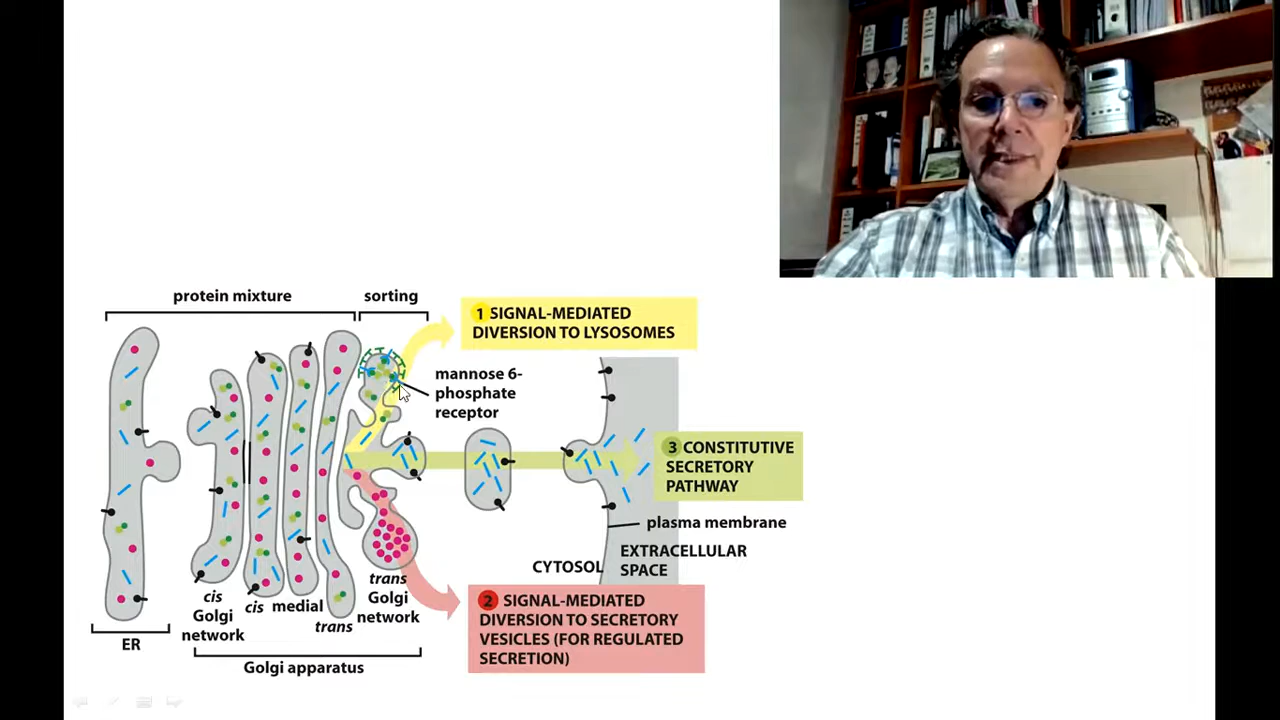 protein mixture
sorting
1 SIGNAL-MEDIATED
DIVERSION TO LYSOSOMES
mannose 6-
phosphate
receptor
3 CONSTITUTIVE
SECRETORY
PATHWAY
plasma membrane
EXTRACELLULAR
SPACE
CYTOSOL
trans
Golgi
network
cis
Golgi
network
cis
medial
trans
ER
Golgi apparatus
2 SIGNAL-MEDIATED
DIVERSION TO SECRETORY
VESICLES (FOR REGULATED
SECRETION)